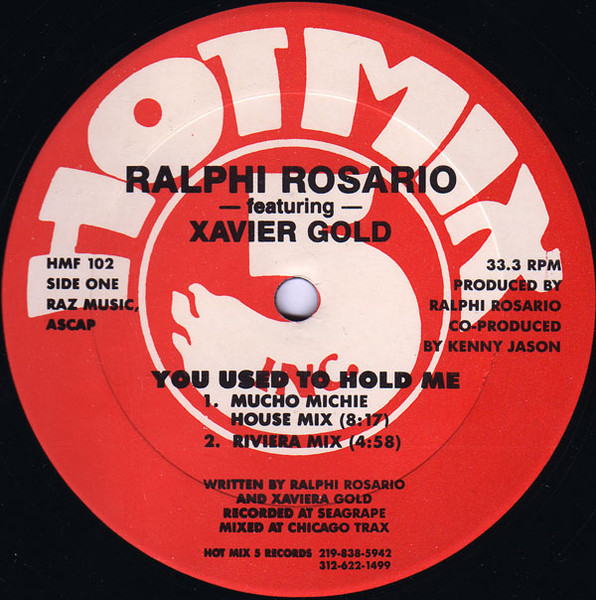 HOT MIX
5
INC.
RALPHI ROSARIO
— featuring —
XAVIER GOLD
HMF 102
SIDE ONE
RAZ MUSIC,
ASCAP
33.3 RPM
PRODUCED BY
RALPHI ROSARIO
CO-PRODUCED
BY KENNY JASON
YOU USED TO HOLD ME
1. MUCHO MICHIE
HOUSE MIX (8:17)
2. RIVIERA MIX (4:58)
WRITTEN BY RALPHI ROSARIO
AND XAVIERA GOLD
RECORDED AT SEAGRAPE
MIXED AT CHICAGO TRAX
HOT MIX 5 RECORDS 219-838-5942
312-622-1499